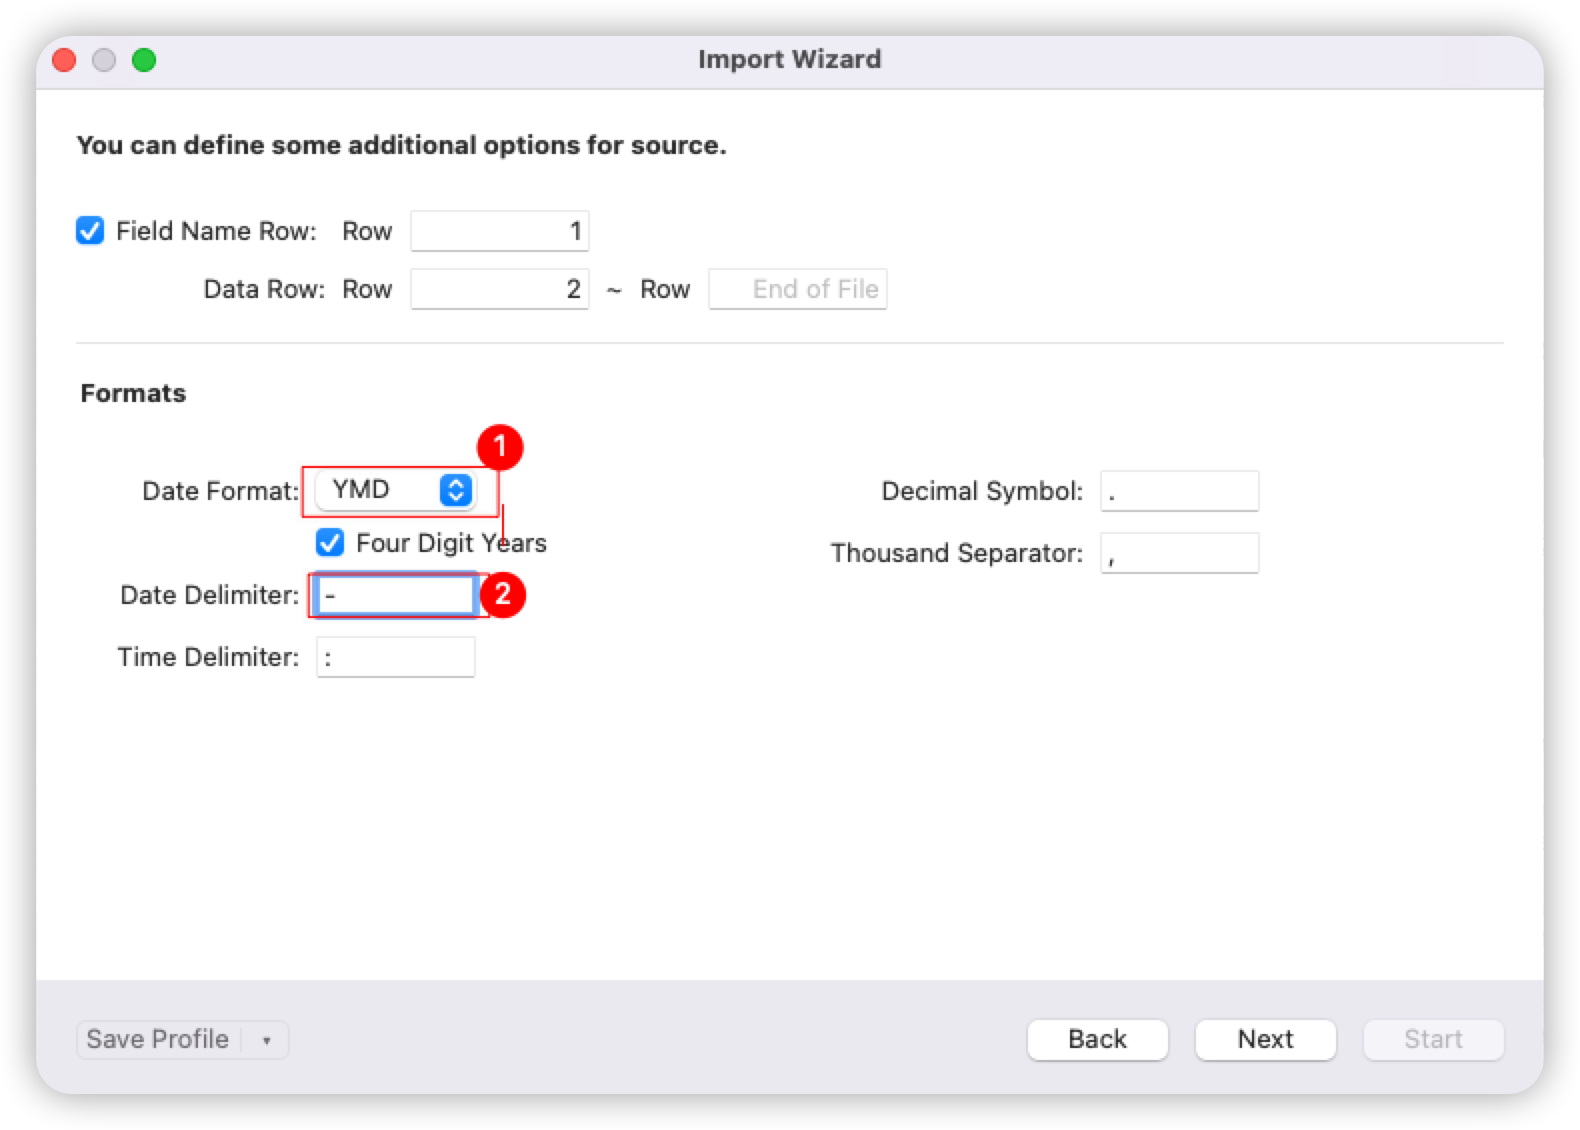 Import Wizard
You can define some additional options for source.
Field Name Row: Row 1
Data Row: Row 2 ~ Row End of File
Formats
1
Date Format: YMD
Decimal Symbol: .
Four Digit Years
Thousand Separator: ,
Date Delimiter: - 2
Time Delimiter: :
Save Profile Back Next Start